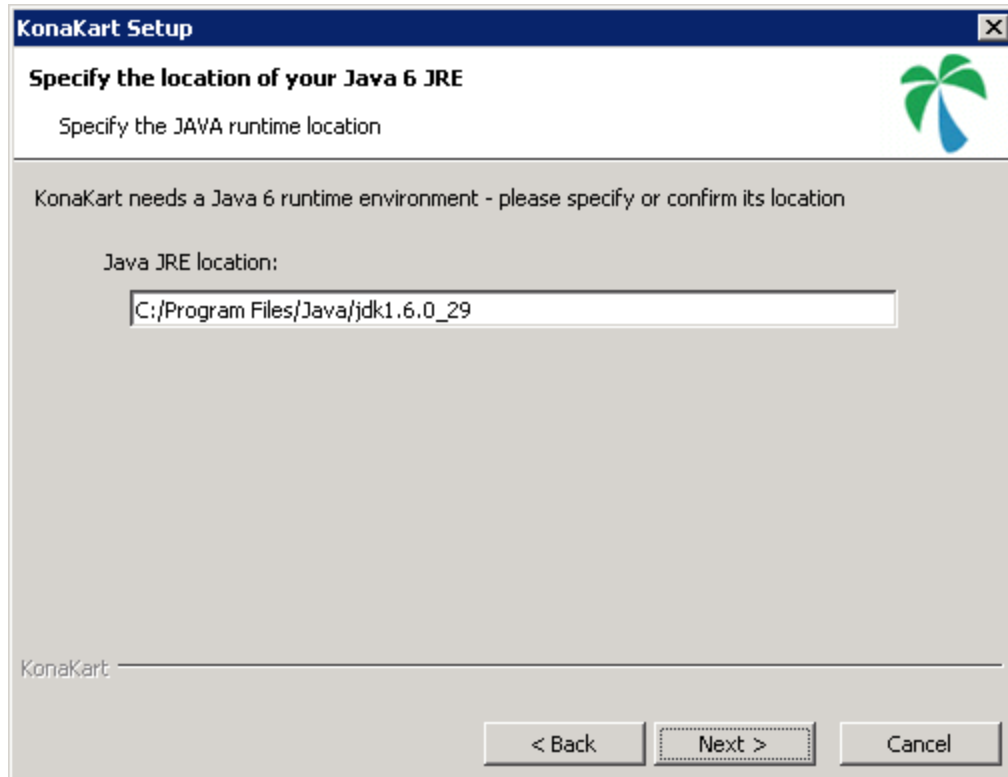 KonaKart Setup
Specify the location of your Java 6 JRE
Specify the JAVA runtime location
KonaKart needs a Java 6 runtime environment - please specify or confirm its location
Java JRE location:
C:/Program Files/Java/jdk1.6.0_29
KonaKart
< Back Next > Cancel